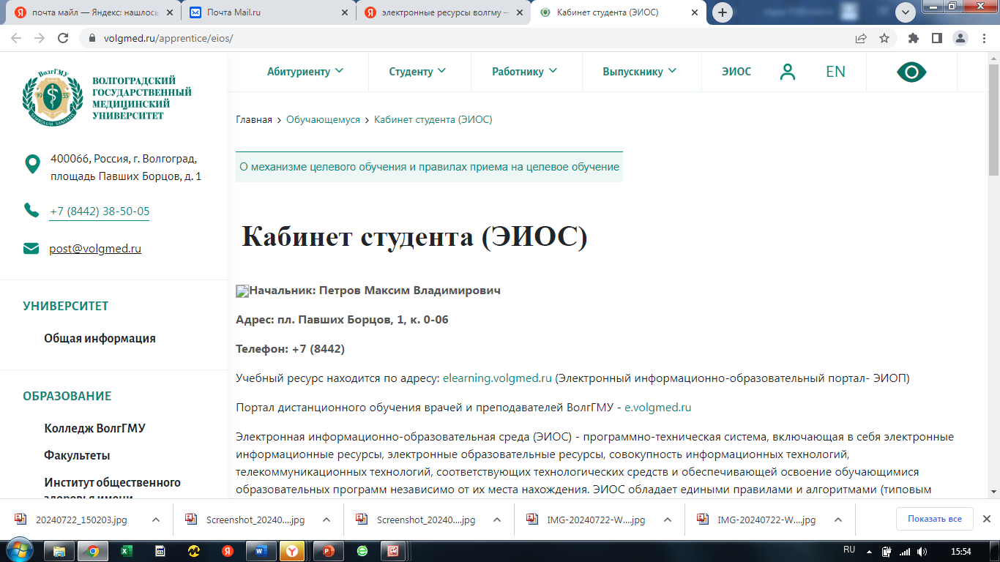 почта майл — Яндекс: нашлось
Почта Mail.ru
электронные ресурсы волгму —
Кабинет студента (ЭИОС)
volgmed.ru/apprentice/eios/
ВолгГМУ
19 35
SYMBOLUM SANITATIS
ВОЛГОГРАДСКИЙ
ГОСУДАРСТВЕННЫЙ
МЕДИЦИНСКИЙ
УНИВЕРСИТЕТ
Абитуриенту
Студенту
Работнику
Выпускнику
ЭИОС
EN
400066, Россия, г. Волгоград,
площадь Павших Борцов, д. 1
+7 (8442) 38-50-05
post@volgmed.ru
УНИВЕРСИТЕТ
Общая информация
ОБРАЗОВАНИЕ
Колледж ВолгГМУ
Факультеты
Институт общественного
здоровья имени
Главная > Обучающемуся > Кабинет студента (ЭИОС)
О механизме целевого обучения и правилах приема на целевое обучение
Кабинет студента (ЭИОС)
Начальник: Петров Максим Владимирович
Адрес: пл. Павших Борцов, 1, к. 0-06
Телефон: +7 (8442)
Учебный ресурс находится по адресу: elearning.volgmed.ru (Электронный информационно-образовательный портал- ЭИОП)
Портал дистанционного обучения врачей и преподавателей ВолгГМУ - e.volgmed.ru
Электронная информационно-образовательная среда (ЭИОС) - программно-техническая система, включающая в себя электронные
информационные ресурсы, электронные образовательные ресурсы, совокупность информационных технологий,
телекоммуникационных технологий, соответствующих технологических средств и обеспечивающей освоение обучающимися
образовательных программ независимо от их места нахождения. ЭИОС обладает едиными правилами и алгоритмами (типовым
20240722_150203.jpg
Screenshot_20240....jpg
Screenshot_20240....jpg
IMG-20240722-W....jpg
IMG-20240722-W....jpg
Показать все
RU
15:54